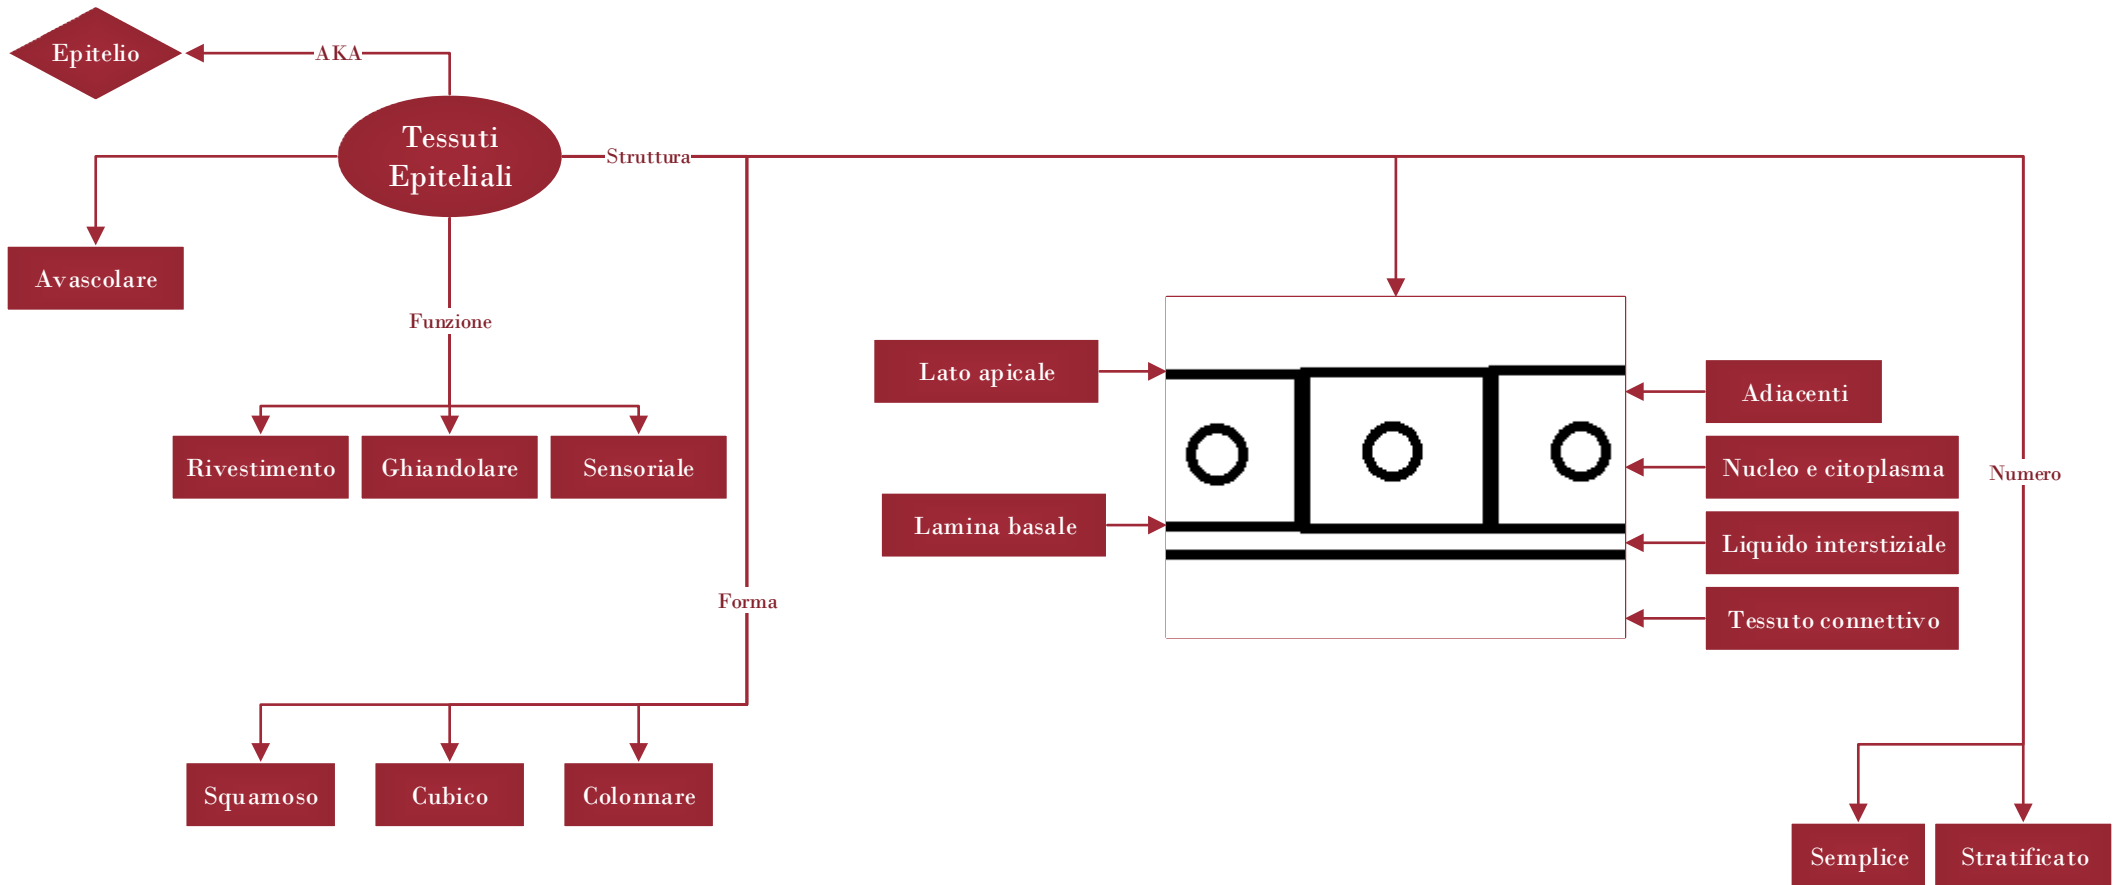 Epitelio
AKA
Tessuti
Epiteliali
Struttura
Avascolare
Funzione
Rivestimento
Ghiandolare
Sensoriale
Forma
Squamoso
Cubico
Colonnare
Lato apicale
Lamina basale
Adiacenti
Nucleo e citoplasma
Liquido interstiziale
Tessuto connettivo
Numero
Semplice
Stratificato